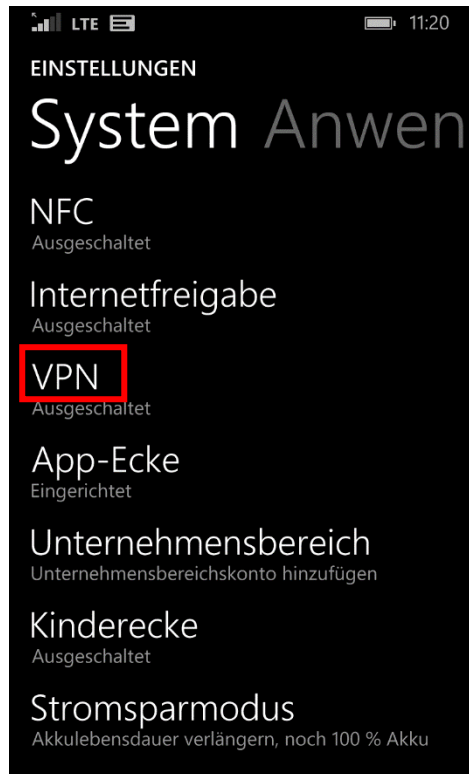 LTE 11:20
EINSTELLUNGEN
System Anwen
NFC
Ausgeschaltet
Internetfreigabe
Ausgeschaltet
VPN
Ausgeschaltet
App-Ecke
Eingerichtet
Unternehmensbereich
Unternehmensbereichskonto hinzufügen
Kinderecke
Ausgeschaltet
Stromsparmodus
Akkulebensdauer verlängern, noch 100 % Akku